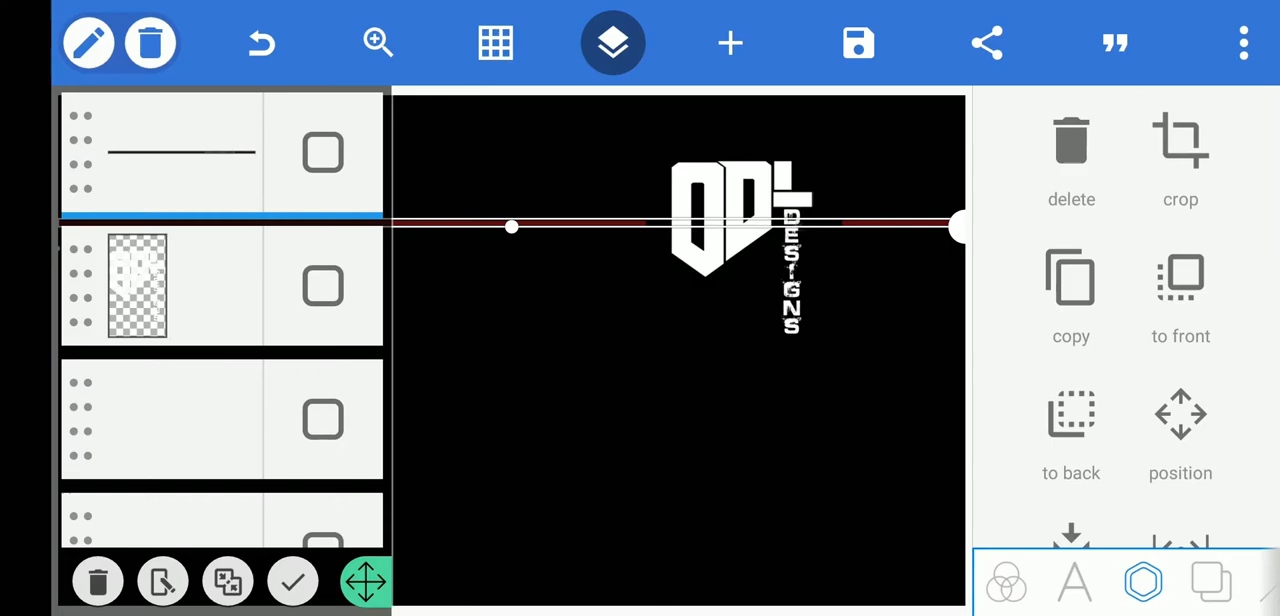 ODL
DESIGNS
delete
crop
copy
to front
to back
position